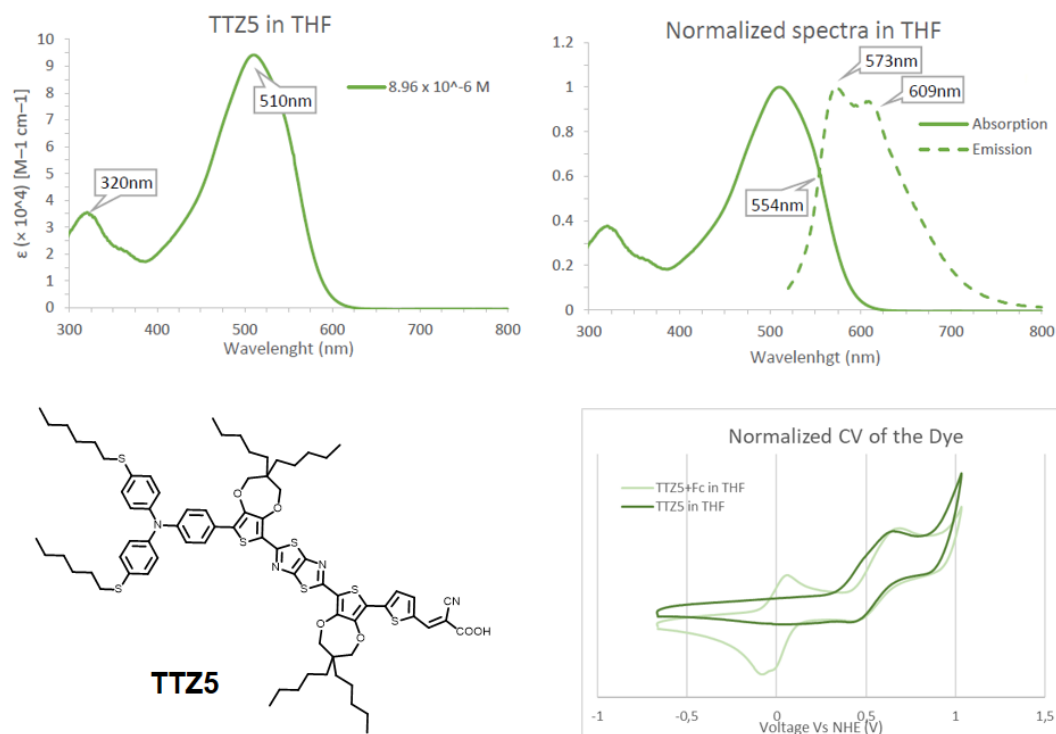 TTZ5 in THF
ε (× 10^4) [M–1 cm–1]
10
9
8
7
6
5
4
3
2
1
0
8.96 x 10^-6 M
510nm
320nm
300 400 500 600 700 800
Wavelenght (nm)
Normalized spectra in THF
1.2
1
0.8
0.6
0.4
0.2
0
573nm
609nm
Absorption
Emission
554nm
300 400 500 600 700 800
Wavelenhgt (nm)
S
S
N
O
O
S
S
N
N
S
S
O
O
S
CN
COOH
TTZ5
Normalized CV of the Dye
TTZ5+Fc in THF
TTZ5 in THF
-1 -0,5 0 0,5 1 1,5
Voltage Vs NHE (V)